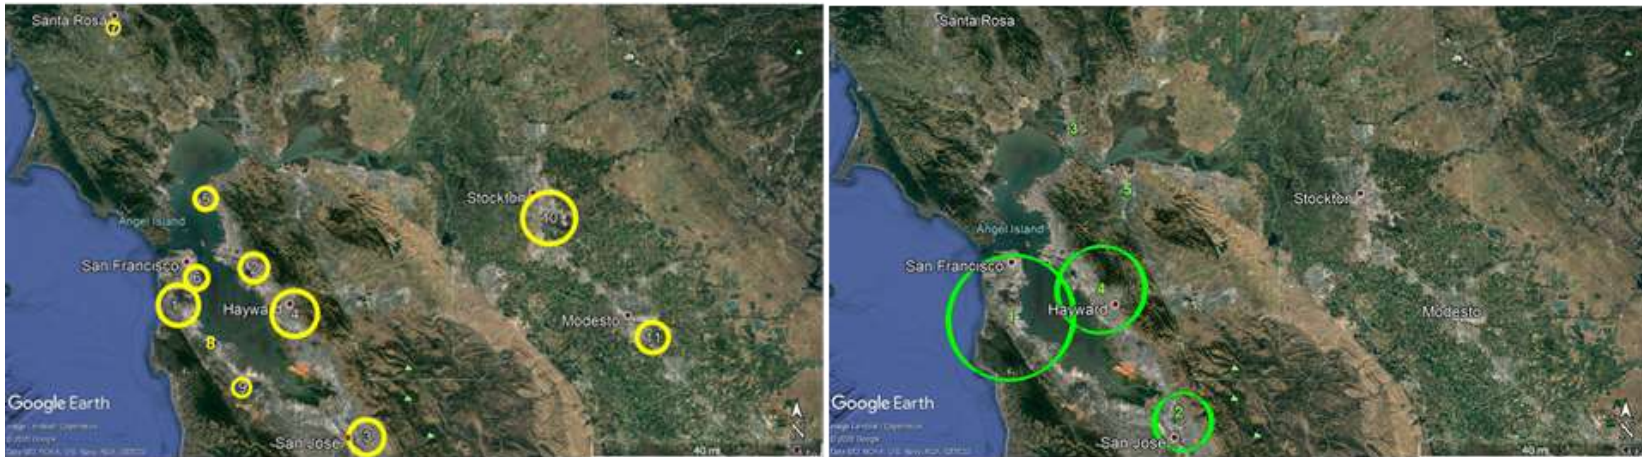 Santa Rosa
7
5
Angel Island
Stockton
10
San Francisco
6
2
1
Hayward
4
Modesto
11
8
9
Google Earth
3
San Jose
40 mi
Santa Rosa
3
5
Stockton
Angel Island
San Francisco
4
1
Hayward
Modesto
Google Earth
2
San Jose
40 mi